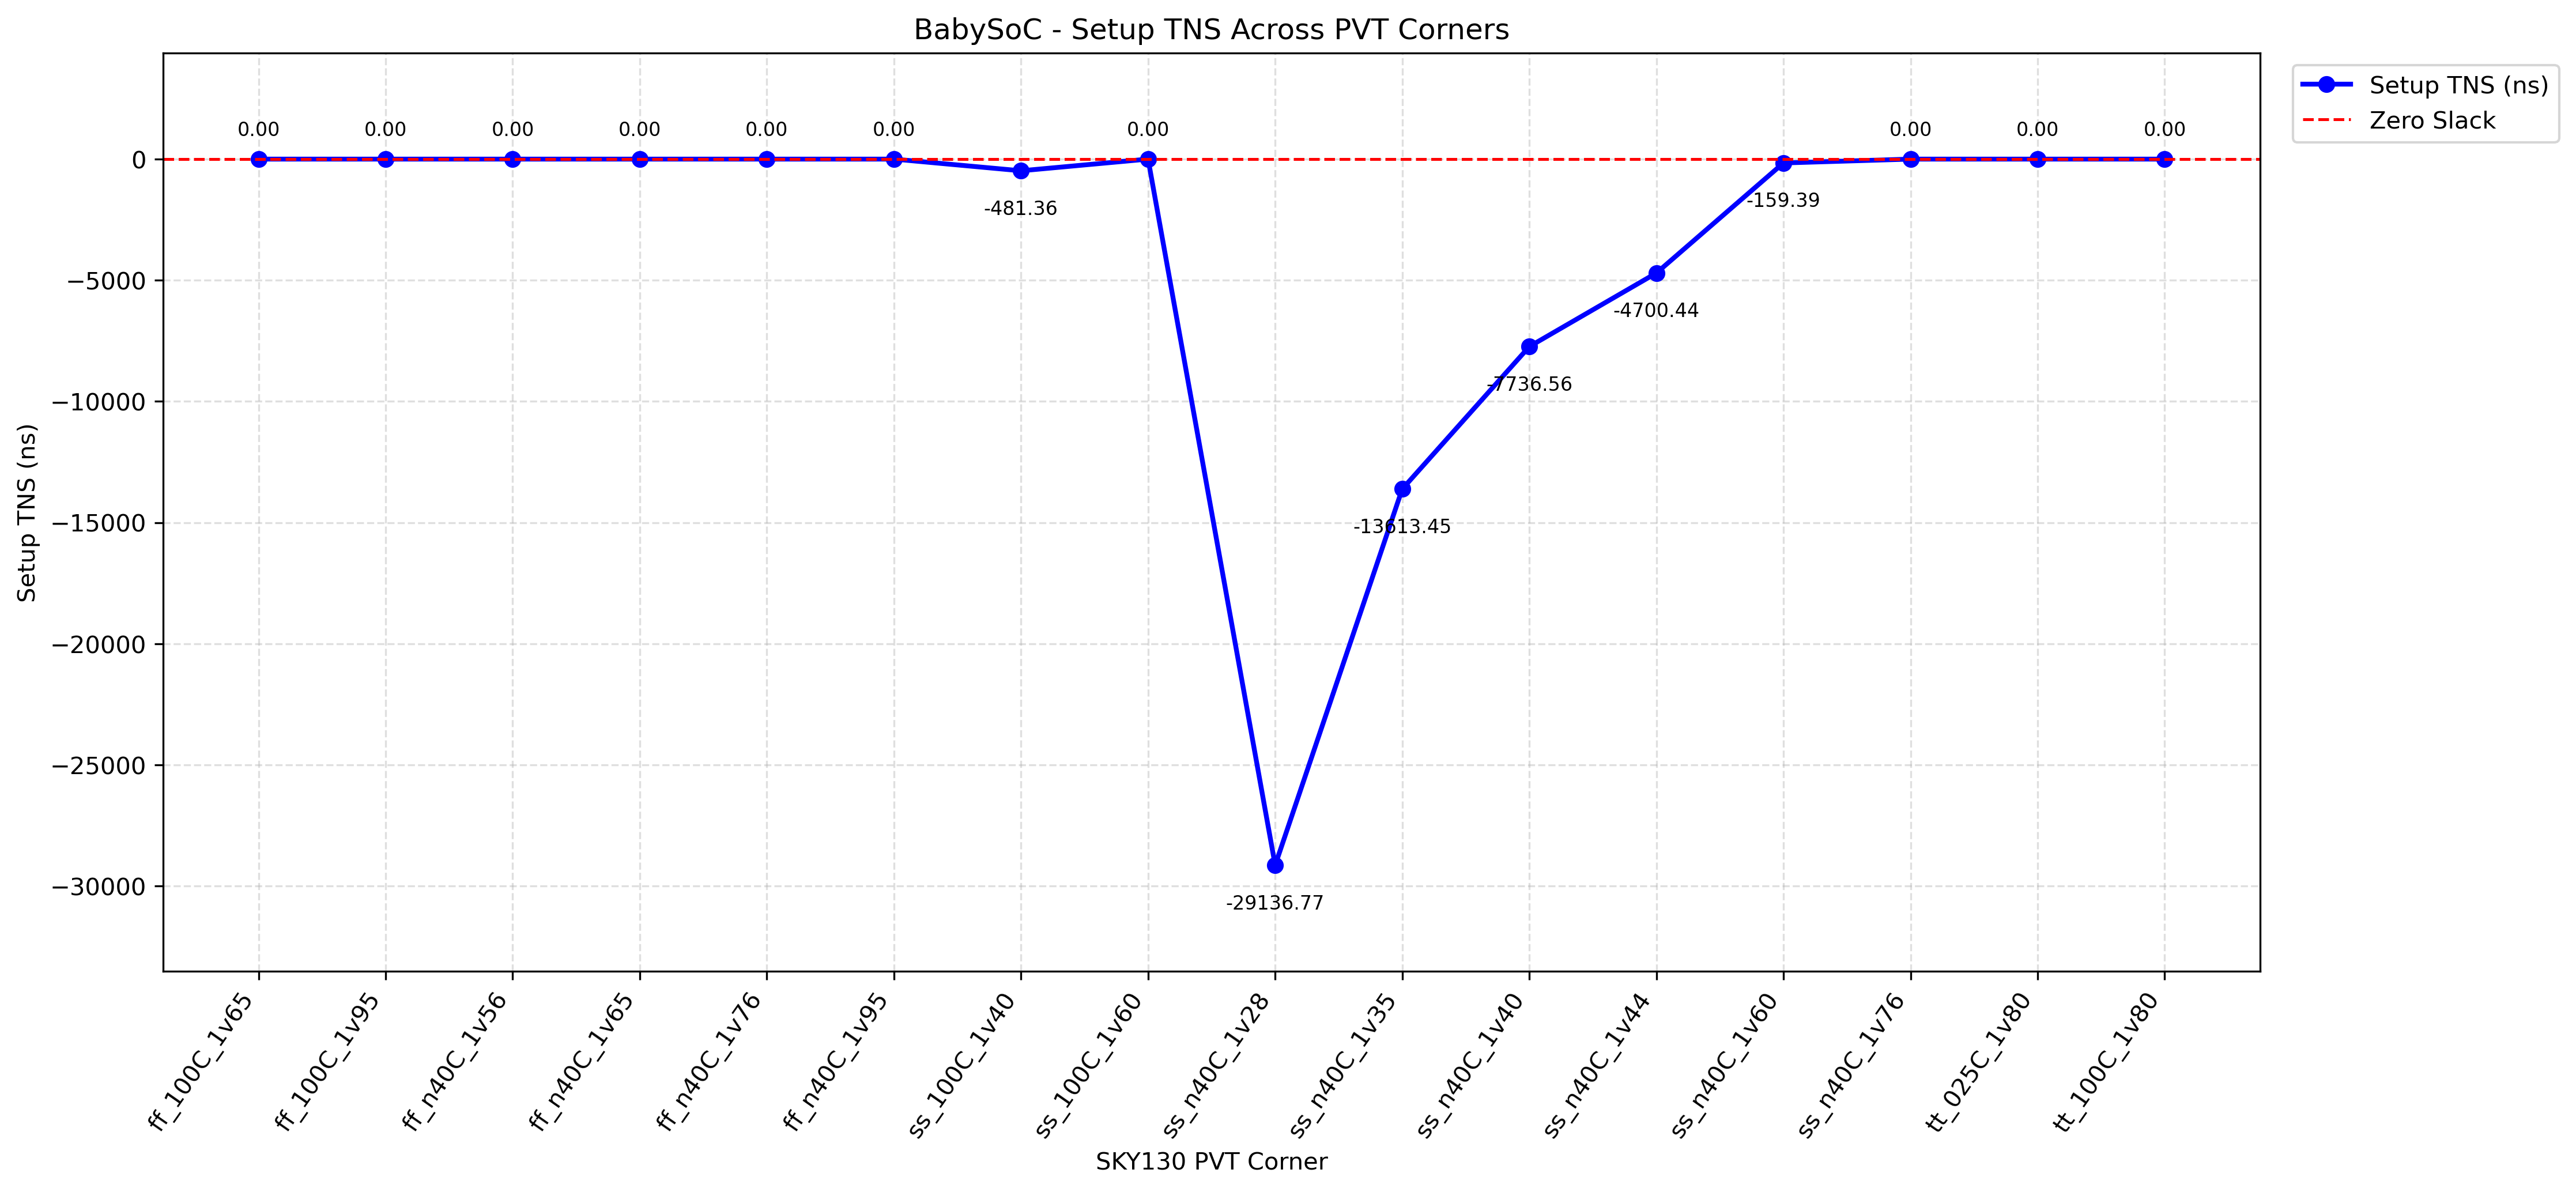 BabySoC - Setup TNS Across PVT Corners
Setup TNS (ns)
Zero Slack
0.00 0.00 0.00 0.00 0.00 0.00 0.00 0.00 0.00 0.00
-481.36
-159.39
-4700.44
-7736.56
-13613.45
-29136.77
0
−5000
−10000
−15000
−20000
−25000
−30000
Setup TNS (ns)
ff_100C_1v65
ff_100C_1v95
ff_n40C_1v56
ff_n40C_1v65
ff_n40C_1v76
ff_n40C_1v95
ss_100C_1v40
ss_100C_1v60
ss_n40C_1v28
ss_n40C_1v35
ss_n40C_1v40
ss_n40C_1v44
ss_n40C_1v60
ss_n40C_1v76
tt_025C_1v80
tt_100C_1v80
SKY130 PVT Corner